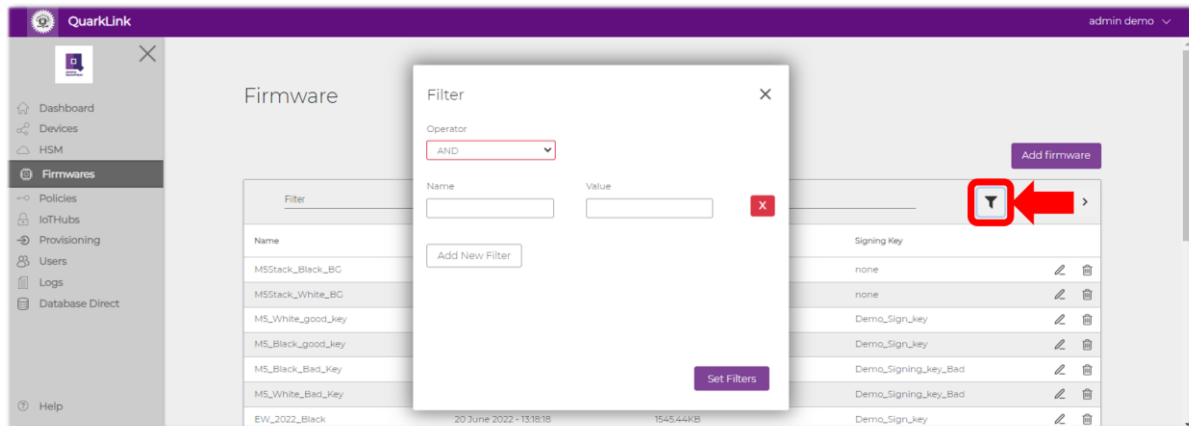 QuarkLink
admin demo
Dashboard
Devices
HSM
Firmwares
Policies
IoTHubs
Provisioning
Users
Logs
Database Direct
Help
Firmware
Add firmware
Filter
Name Signing Key
M5Stack_Black_BG none
M5Stack_White_BG none
M5_White_good_key Demo_Sign_key
M5_Black_good_key Demo_Sign_key
M5_Black_Bad_Key Demo_Signing_key_Bad
M5_White_Bad_Key Demo_Signing_key_Bad
EW_2022_Black 20 June 2022 - 13:18:18 1545.44KB Demo_Sign_key
Filter
Operator
AND
Name Value
X
Add New Filter
Set Filters